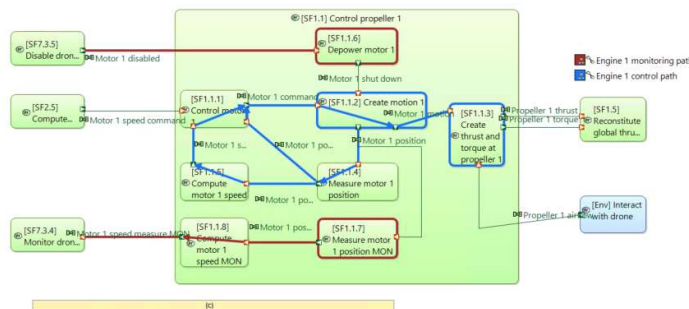 [SF1.1] Control propeller 1
[SF7.3.5]
Disable dron...
Motor 1 disabled
[SF1.1.6]
Depower motor 1
Motor 1 shut down
Engine 1 monitoring path
Engine 1 control path
[SF2.5]
Compute...
Motor 1 speed command
[SF1.1.1]
Control motor
1
Motor 1 command
[SF1.1.2] Create motion 1
Motor 1 motion
[SF1.1.3]
Create
thrust and
torque at
propeller 1
Propeller 1 thrust
Propeller 1 torque
[SF1.5]
Reconstitute
global thru...
Motor 1 s...
Motor 1 po...
Motor 1 position
[SF1.1.5]
Compute
motor 1 speed
Motor 1 po...
[SF1.1.4]
Measure motor 1
position
[Env] Interact
with drone
Propeller 1 airflow
[SF7.3.4]
Monitor dron...
Motor 1 speed measure MON
[SF1.1.8]
Compute
motor 1
speed MON
Motor 1 pos...
[SF1.1.7]
Measure motor
1 position MON
{c}